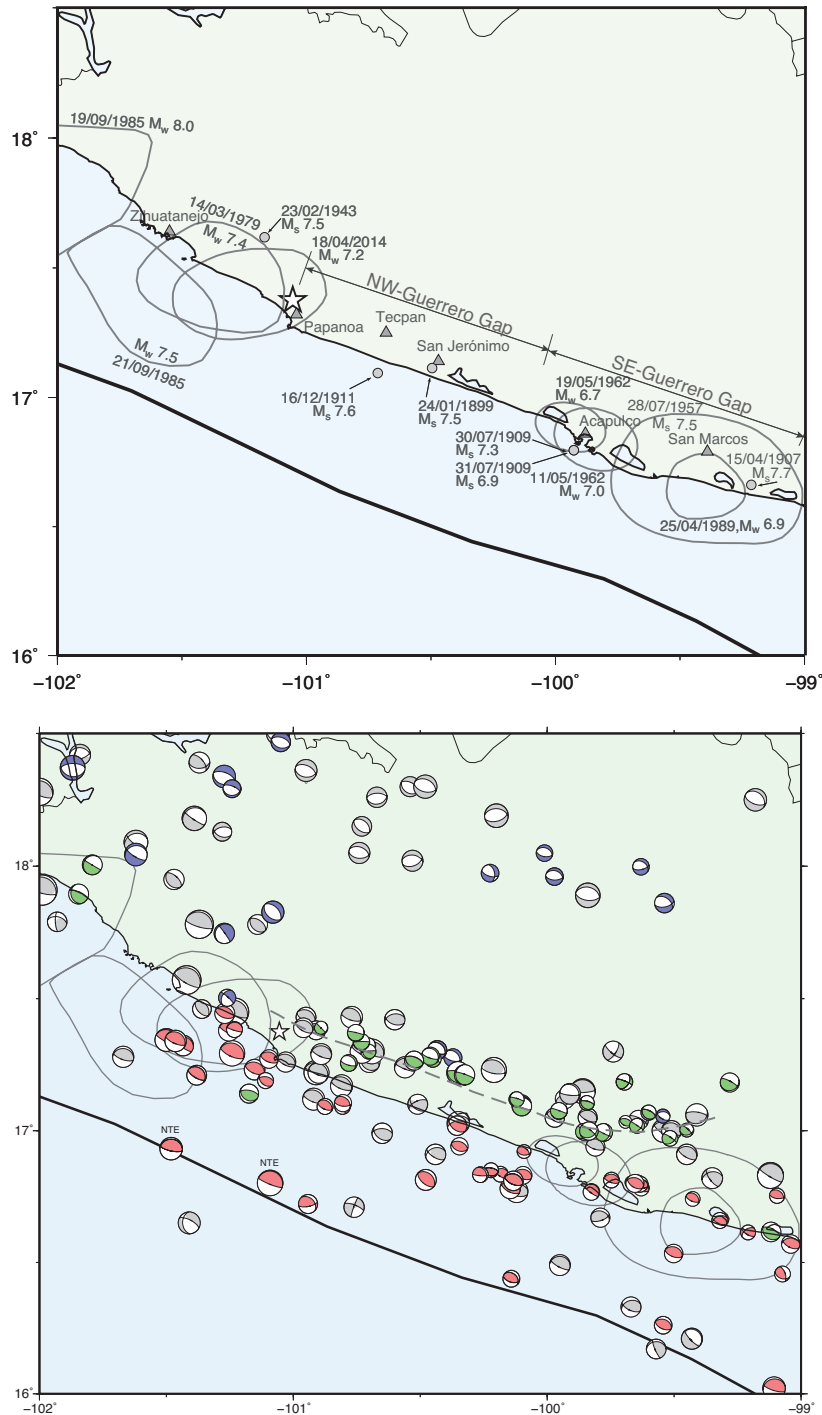 18°
17°
16°
−102°
−101°
−100°
−99°
19/09/1985 Mw 8.0
Zihuatanejo
14/03/1979
Mw 7.4
23/02/1943
Ms 7.5
18/04/2014
Mw 7.2
NW-Guerrero Gap
Tecpan
Papanoa
San Jerónimo
Mw 7.5
21/09/1985
16/12/1911
Ms 7.6
24/01/1899
Ms 7.5
19/05/1962
Mw 6.7
SE-Guerrero Gap
28/07/1957
Ms 7.5
Acapulco
San Marcos
30/07/1909
Ms 7.3
31/07/1909
Ms 6.9
11/05/1962
Mw 7.0
15/04/1907
Ms7.7
25/04/1989,Mw 6.9
18°
17°
16°
NTE
NTE
−102°
−101°
−100°
−99°